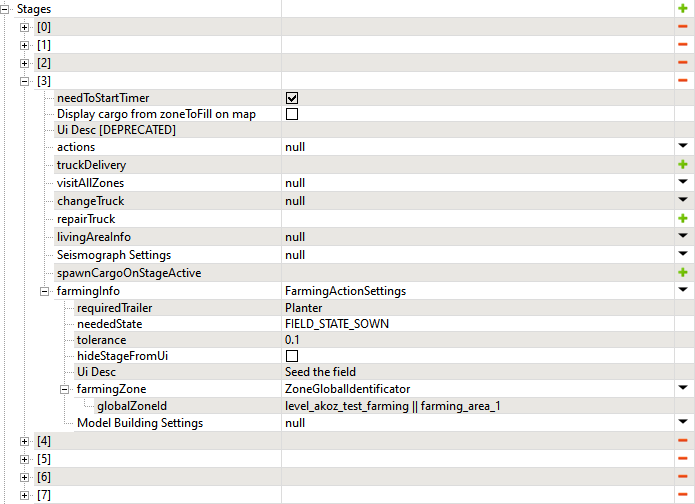 Stages
[0]
[1]
[2]
[3]
needToStartTimer
Display cargo from zoneToFill on map
Ui Desc [DEPRECATED]
actions null
truckDelivery
visitAllZones null
changeTruck null
repairTruck
livingAreaInfo null
Seismograph Settings null
spawnCargoOnStageActive
farmingInfo FarmingActionSettings
requiredTrailer Planter
neededState FIELD_STATE_SOWN
tolerance 0.1
hideStageFromUi
Ui Desc Seed the field
farmingZone ZoneGlobalIdentificator
globalZoneId level_akoz_test_farming || farming_area_1
Model Building Settings null
[4]
[5]
[6]
[7]